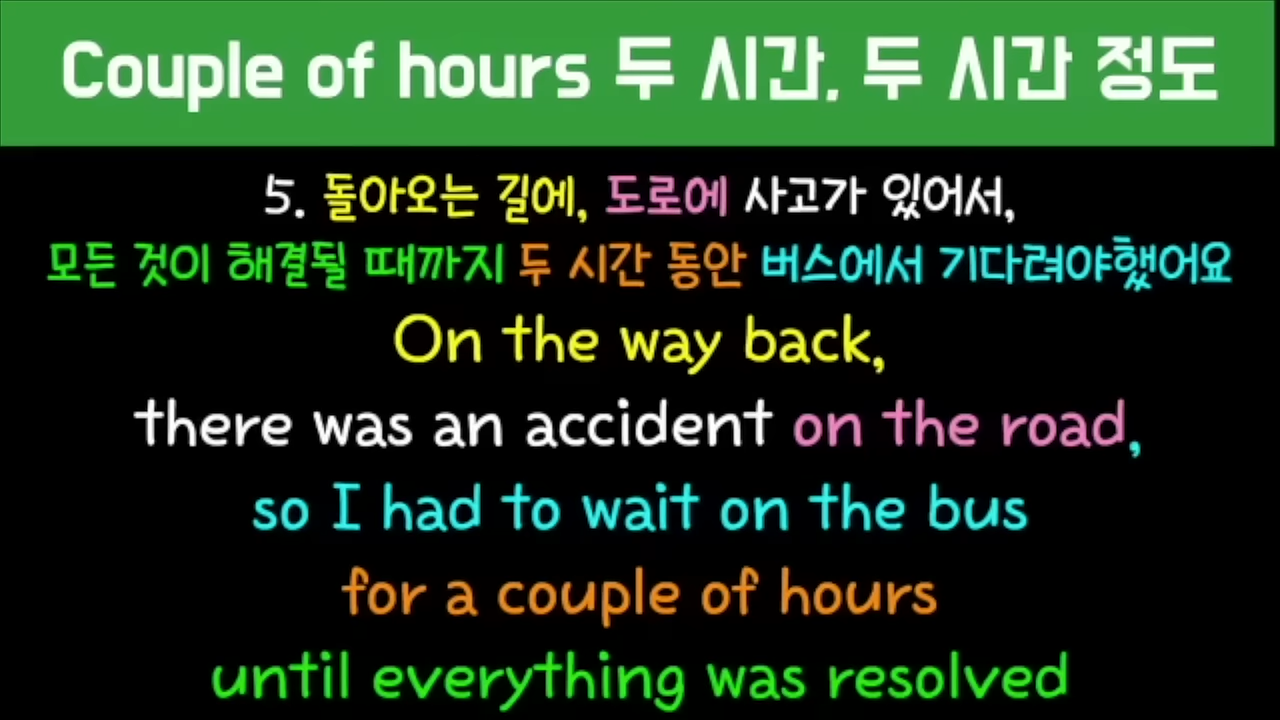 Couple of hours 두 시간, 두 시간 정도
5. 돌아오는 길에, 도로에 사고가 있어서,
모든 것이 해결될 때까지 두 시간 동안 버스에서 기다려야했어요
On the way back,
there was an accident on the road,
so I had to wait on the bus
for a couple of hours
until everything was resolved